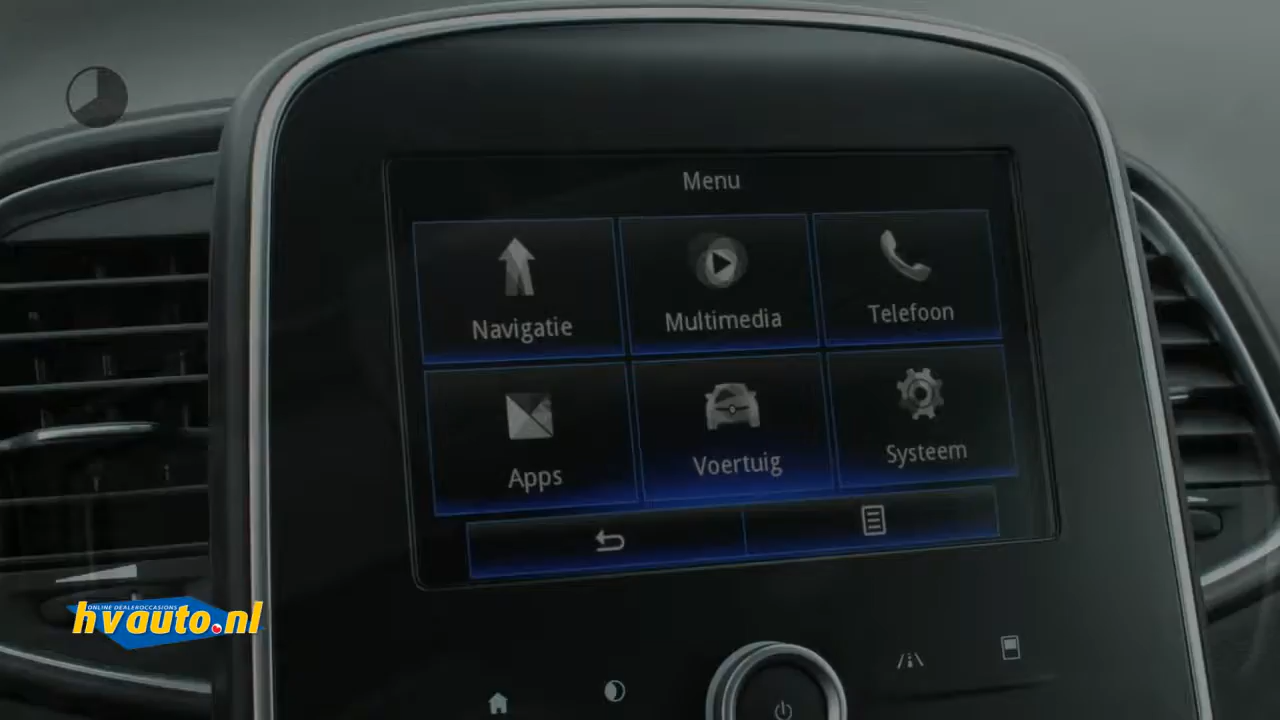 Menu
Navigatie
Multimedia
Telefoon
Apps
Voertuig
Systeem
ONLINE DEALEROCCASIONS
hvauto.nl